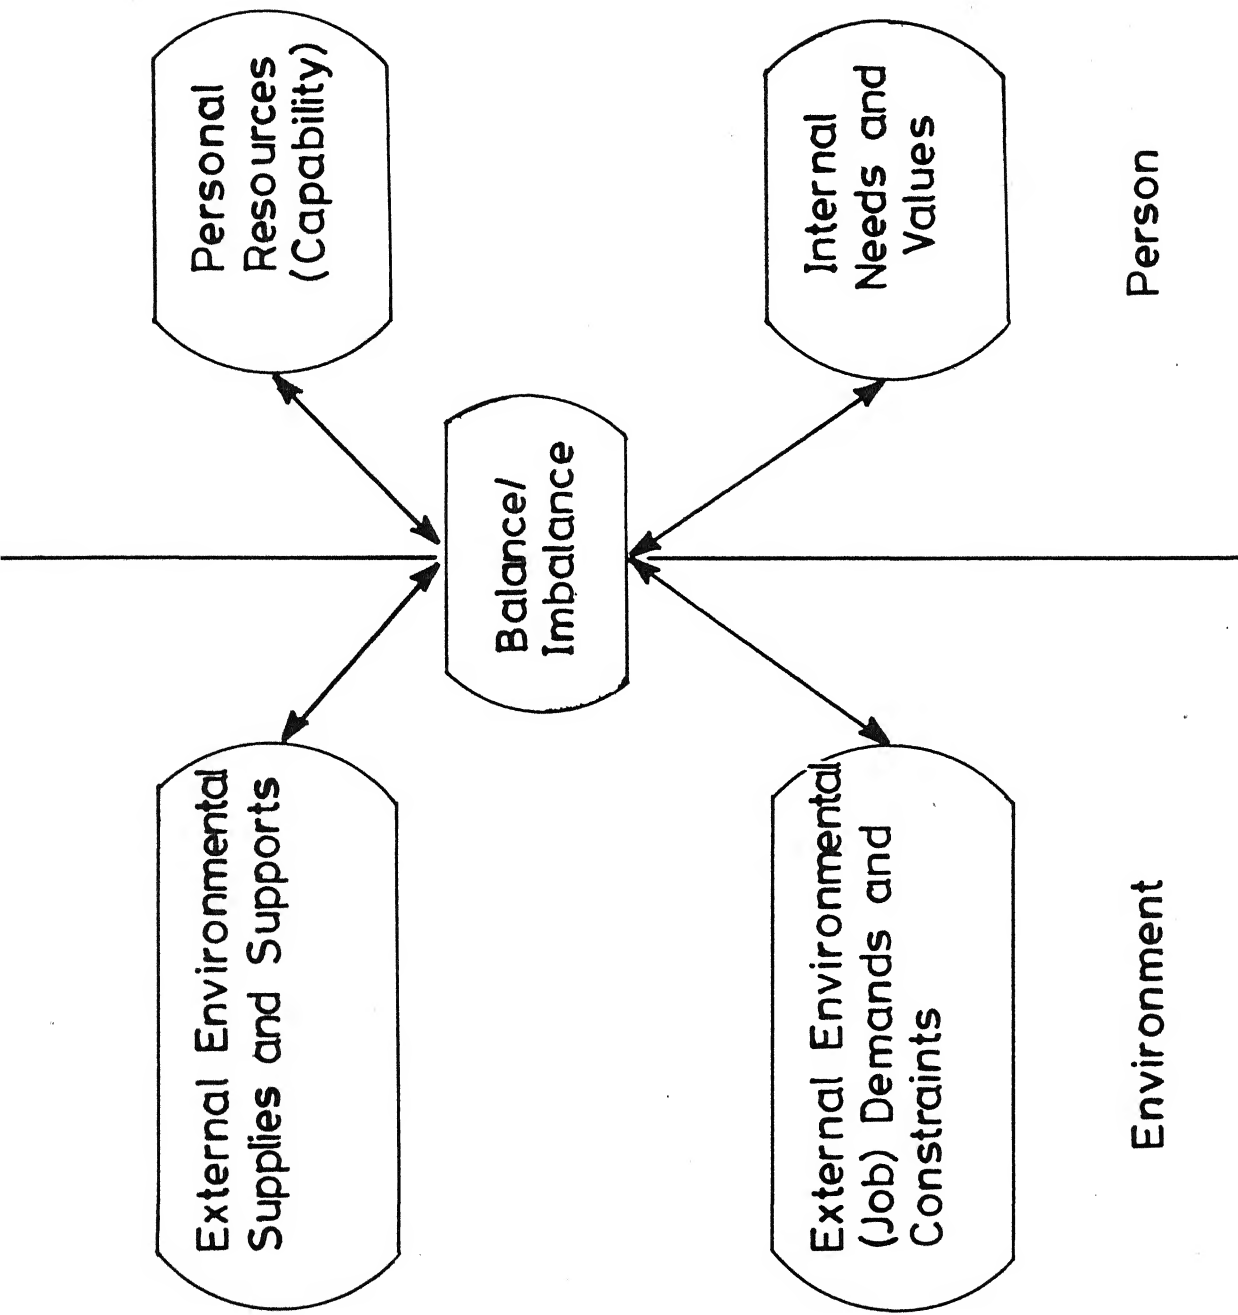 External Environmental
Supplies and Supports
Personal
Resources
(Capability)
Balance/
Imbalance
External Environmental
(Job) Demands and
Constraints
Internal
Needs and
Values
Environment
Person